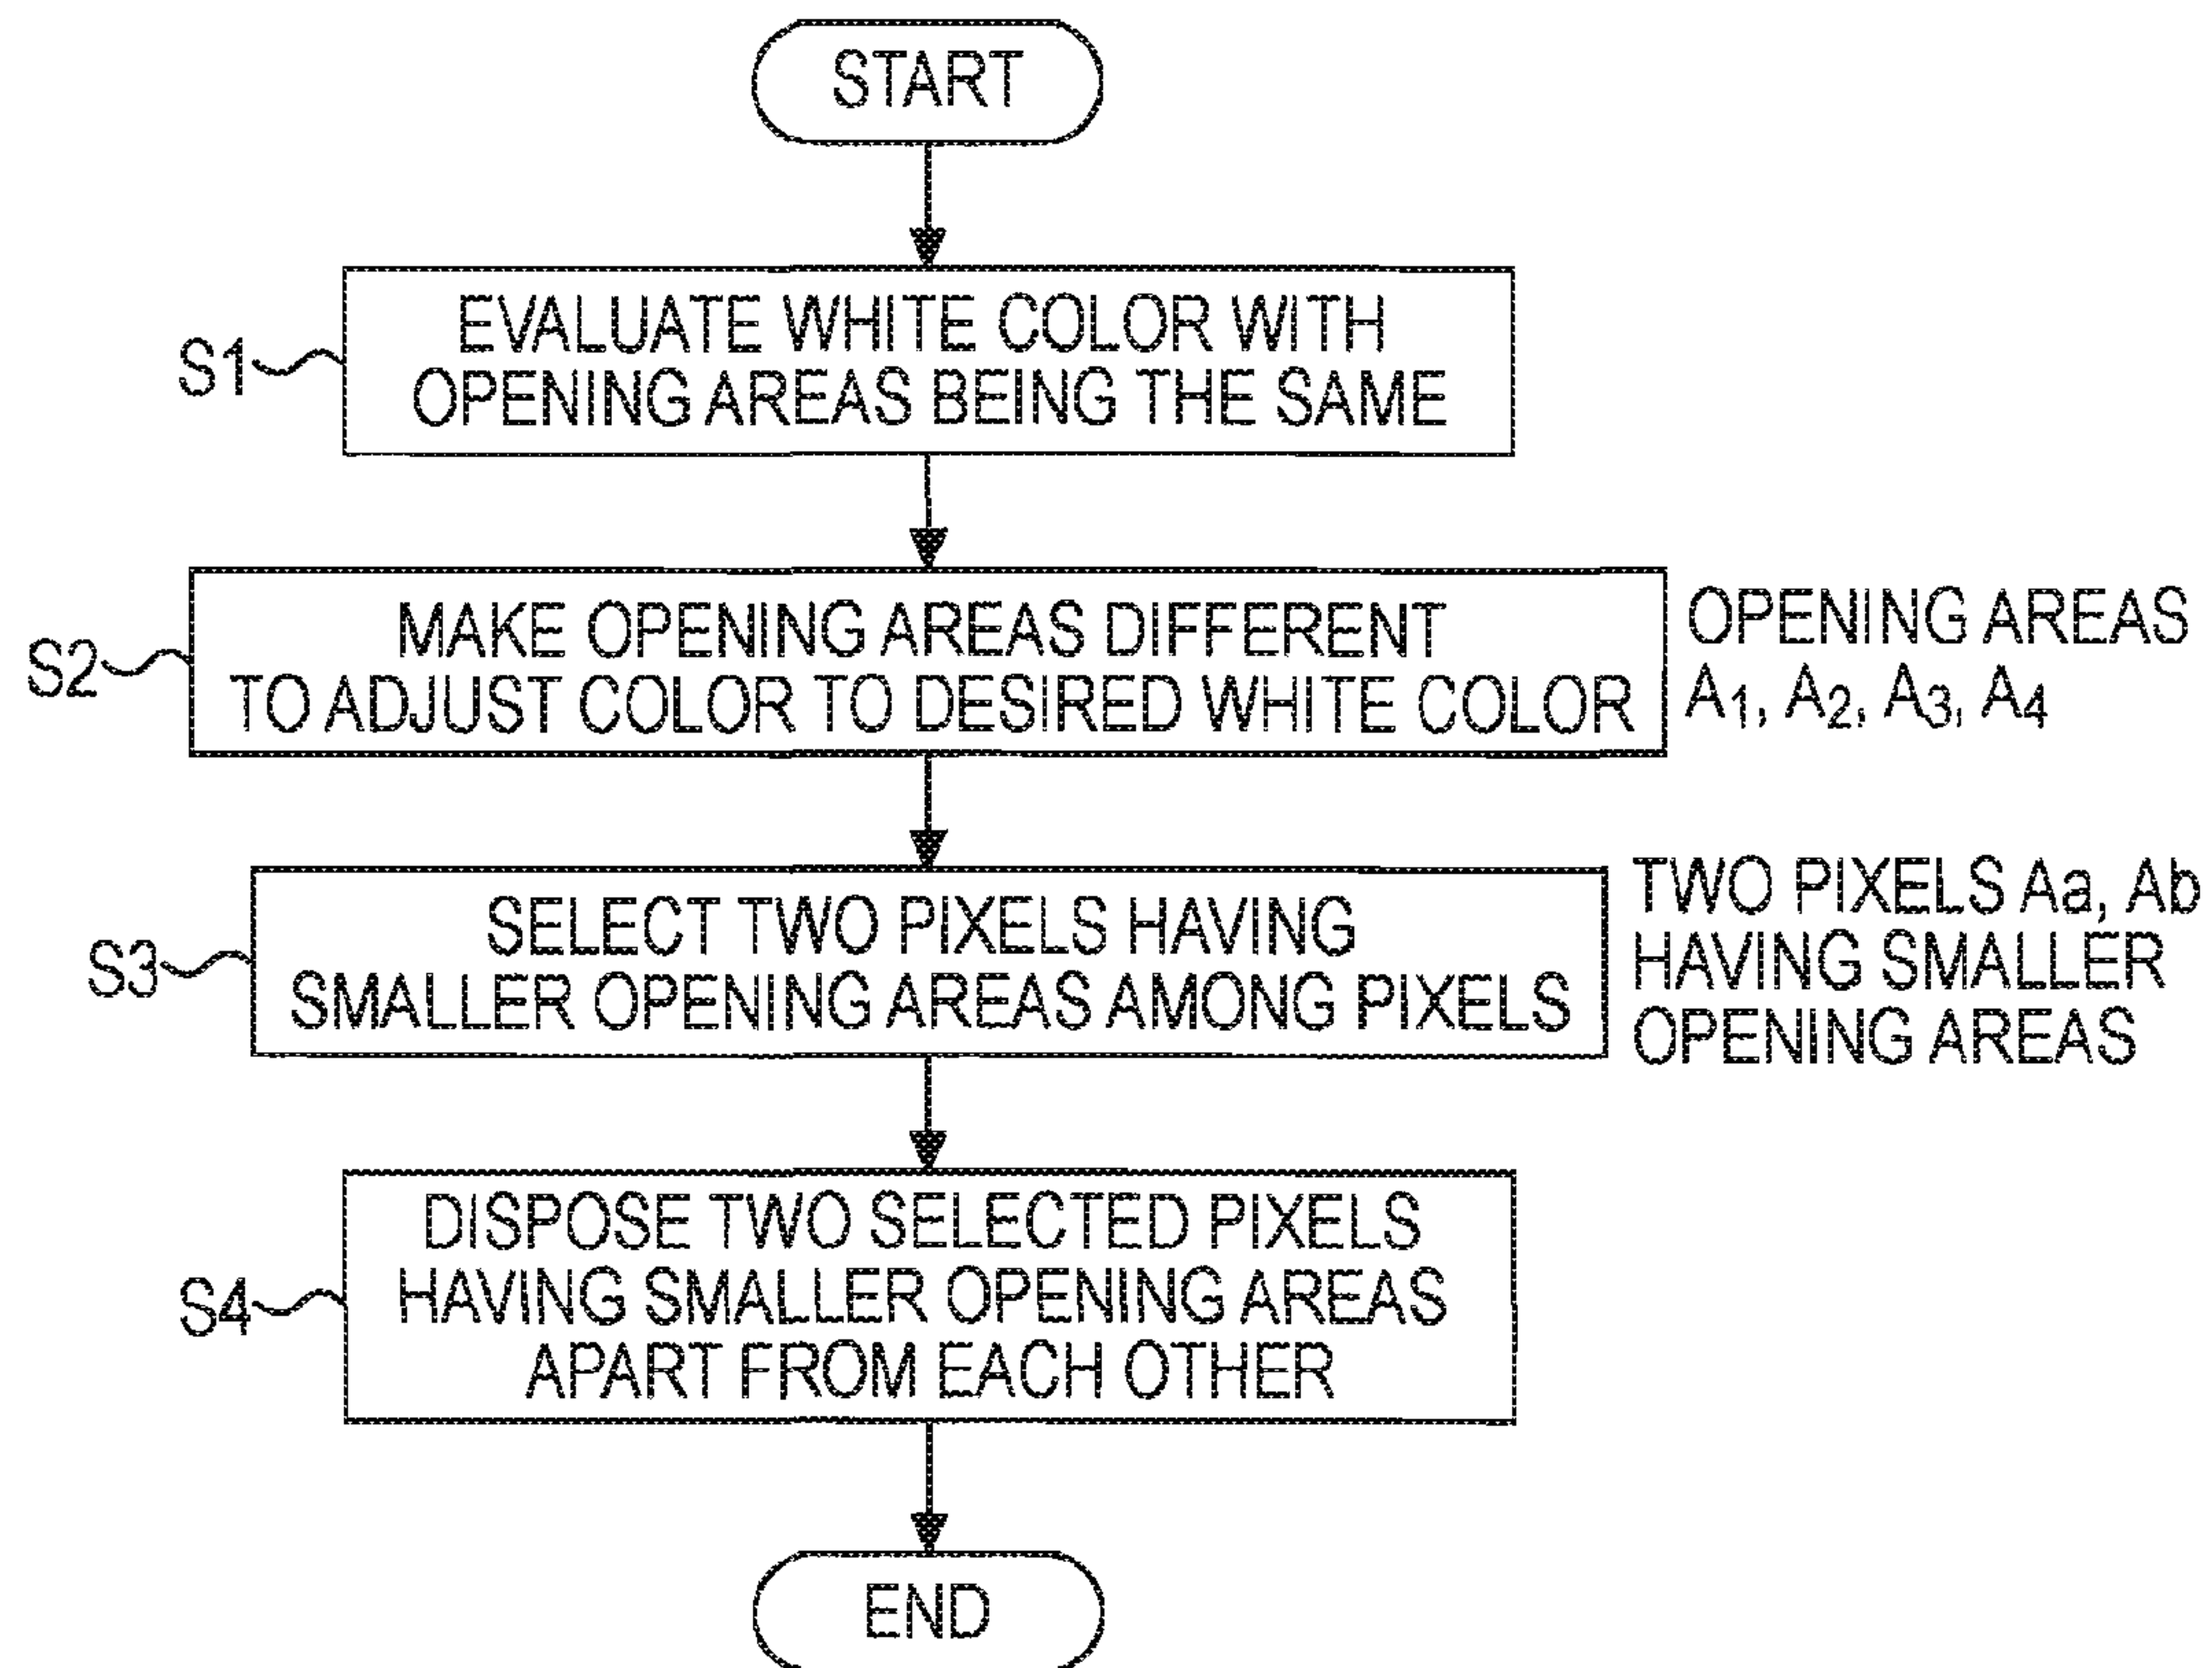 START
S1
EVALUATE WHITE COLOR WITH
OPENING AREAS BEING THE SAME
S2
MAKE OPENING AREAS DIFFERENT
TO ADJUST COLOR TO DESIRED WHITE COLOR
OPENING AREAS
A1, A2, A3, A4
S3
SELECT TWO PIXELS HAVING
SMALLER OPENING AREAS AMONG PIXELS
TWO PIXELS Aa, Ab
HAVING SMALLER
OPENING AREAS
S4
DISPOSE TWO SELECTED PIXELS
HAVING SMALLER OPENING AREAS
APART FROM EACH OTHER
END